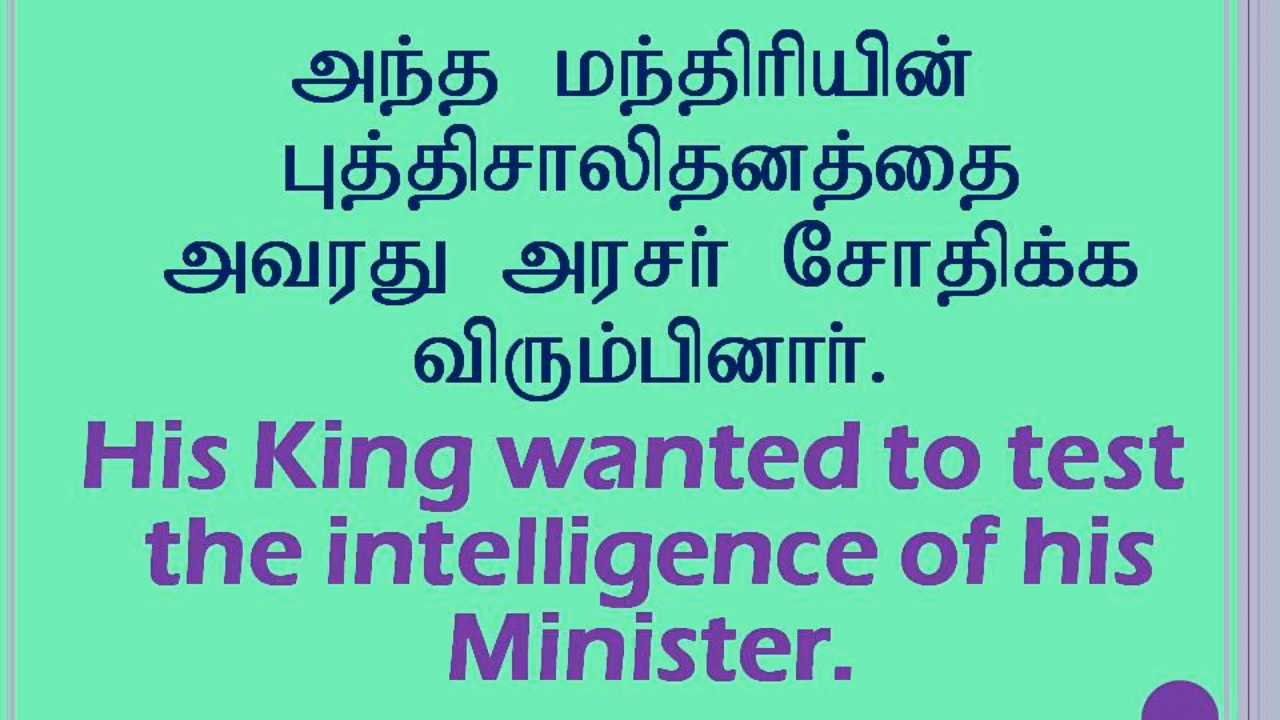 அந்த மந்திரியின்
புத்திசாலிதனத்தை
அவரது அரசர் சோதிக்க
விரும்பினார்.
His King wanted to test
the intelligence of his
Minister.